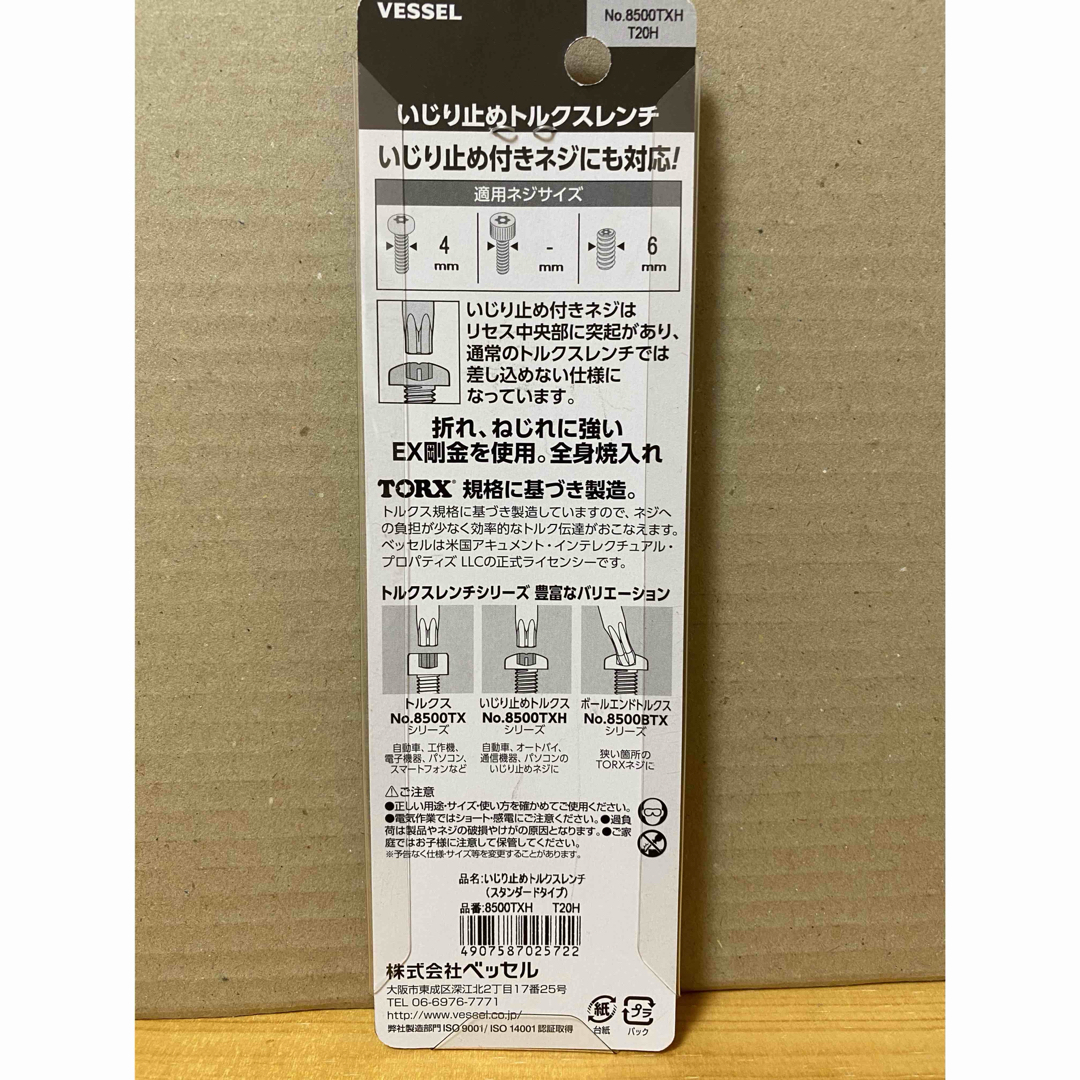 VESSEL
No.8500TXH
T20H
いじり止めトルクスレンチ
いじり止め付きネジにも対応!
適用ネジサイズ
4 mm
- mm
6 mm
いじり止め付きネジは
リセス中央部に突起があり、
通常のトルクスレンチでは
差し込めない仕様に
なっています。
折れ、ねじれに強い
EX剛金を使用。全身焼入れ
TORX® 規格に基づき製造。
トルクス規格に基づき製造していますので、ネジへ
の負担が少なく効率的なトルク伝達がおこなえます。
ベッセルは米国アキュメント・インテレクチュアル・
プロパティズ LLCの正式ライセンシーです。
トルクスレンチシリーズ 豊富なバリエーション
トルクス
No.8500TX
シリーズ
自動車、工作機、
電子機器、パソコン、
スマートフォンなど
いじり止めトルクス
No.8500TXH
シリーズ
自動車、オートバイ、
通信機器、パソコンの
いじり止めネジに
ボールエンドトルクス
No.8500BTX
シリーズ
狭い箇所の
TORXネジに
⚠ご注意
●正しい用途・サイズ・使い方を確かめてご使用ください。
●電気作業ではショート・感電にご注意ください。●過負
荷は製品やネジの破損やけがの原因となります。●ご家
庭ではお子様に注意して保管してください。
※予告なく仕様・サイズ等を変更することがあります。
品名:いじり止めトルクスレンチ
(スタンダードタイプ)
品番:8500TXH T20H
4907587025722
株式会社ベッセル
大阪市東成区深江北2丁目17番25号
TEL 06-6976-7771
http://www.vessel.co.jp/
弊社製造部門 ISO 9001/ ISO 14001 認証取得
紙
台紙
プラ
パック